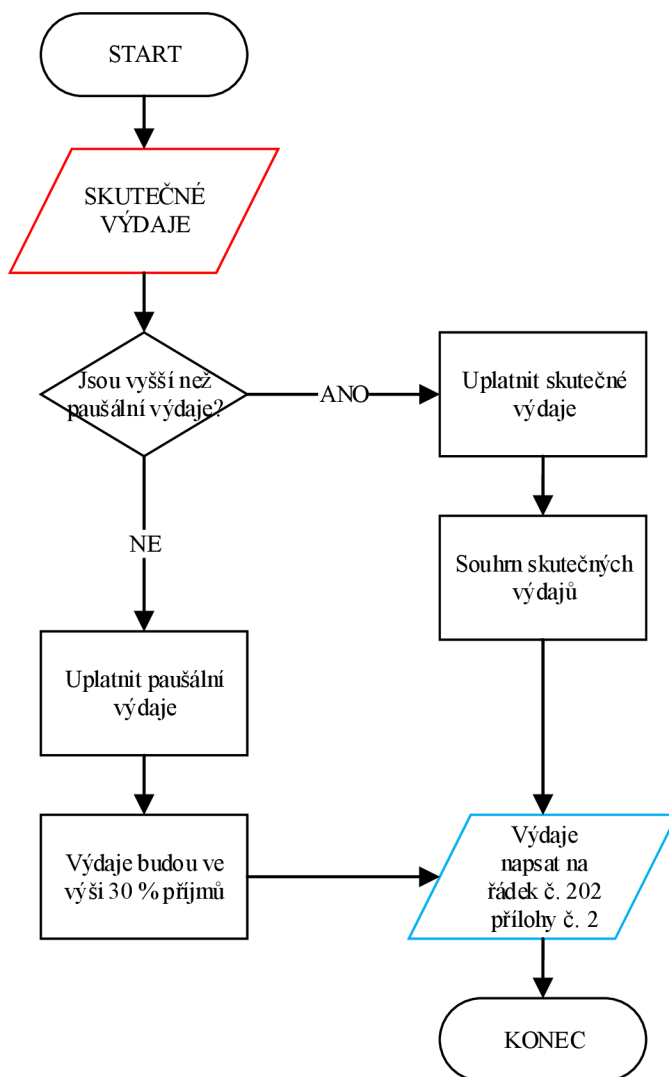 START
SKUTEČNÉ
VÝDAJE
Jsou vyšší než
paušální výdaje?
ANO
Uplatnit skutečné
výdaje
Souhrn skutečných
výdajů
NE
Uplatnit paušální
výdaje
Výdaje budou ve
výši 30 % příjmů
Výdaje
napsat na
řádek č. 202
přílohy č. 2
KONEC